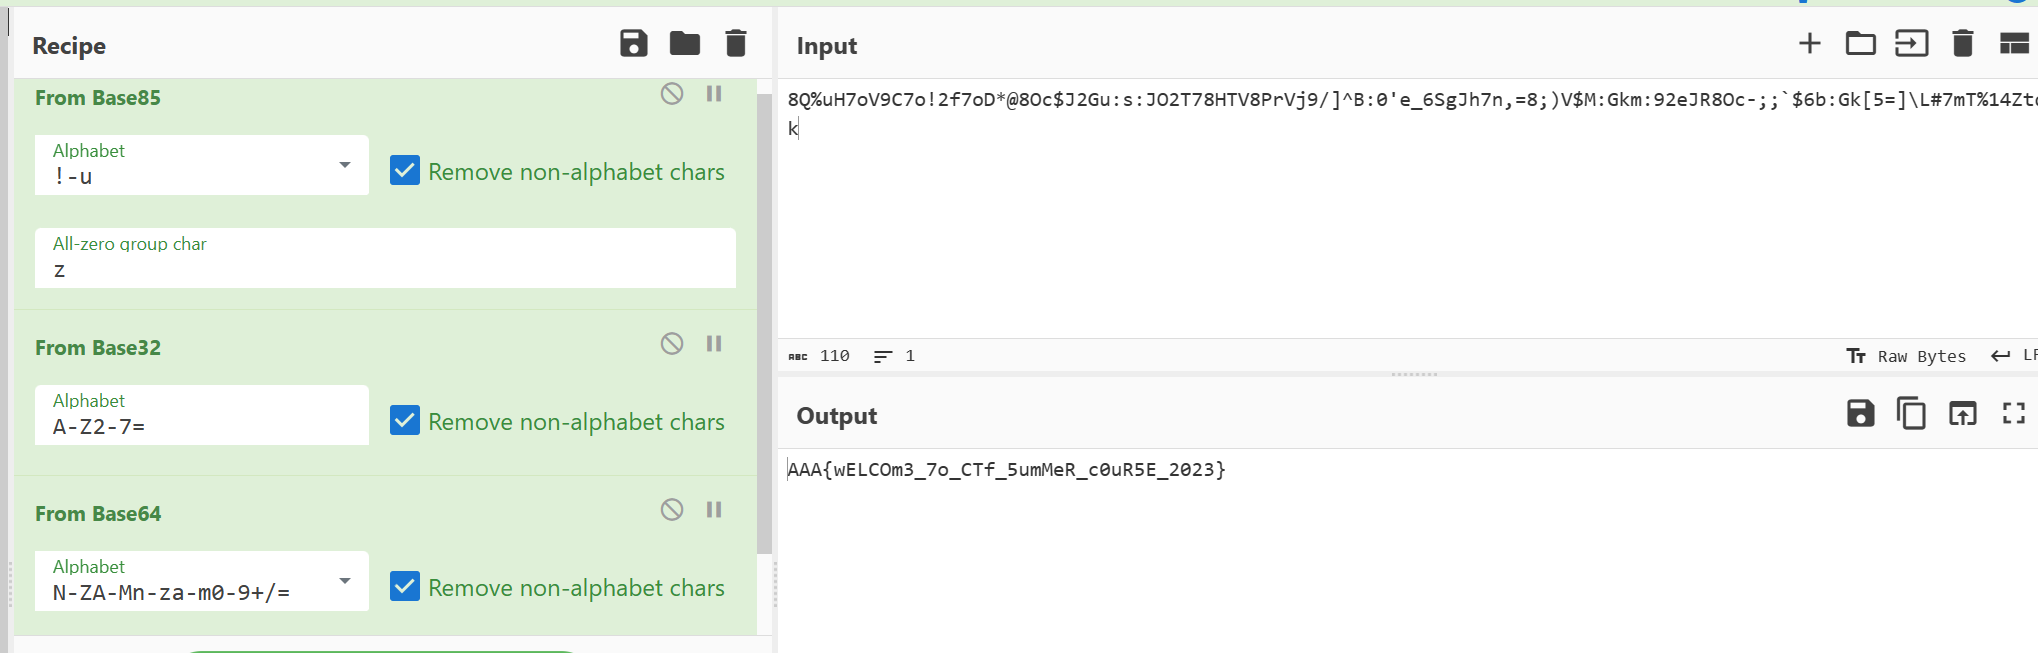 Recipe
From Base85
Alphabet
!-u
Remove non-alphabet chars
All-zero group char
z
From Base32
Alphabet
A-Z2-7=
Remove non-alphabet chars
From Base64
Alphabet
N-ZA-Mn-za-m0-9+/=
Remove non-alphabet chars
Input
8Q%uH7oV9C7o!2f7oD*@8Oc$J2Gu:s:JO2T78HTV8PrVj9/]^B:0'e_6SgJh7n,=8;)V$M:Gkm:92eJR8Oc-;;`$6b:Gk[5=]\L#7mT%14Zt
k
ABC 110 1
Tt Raw Bytes LF
Output
AAA{wELCOm3_7o_CTf_5umMeR_c0uR5E_2023}